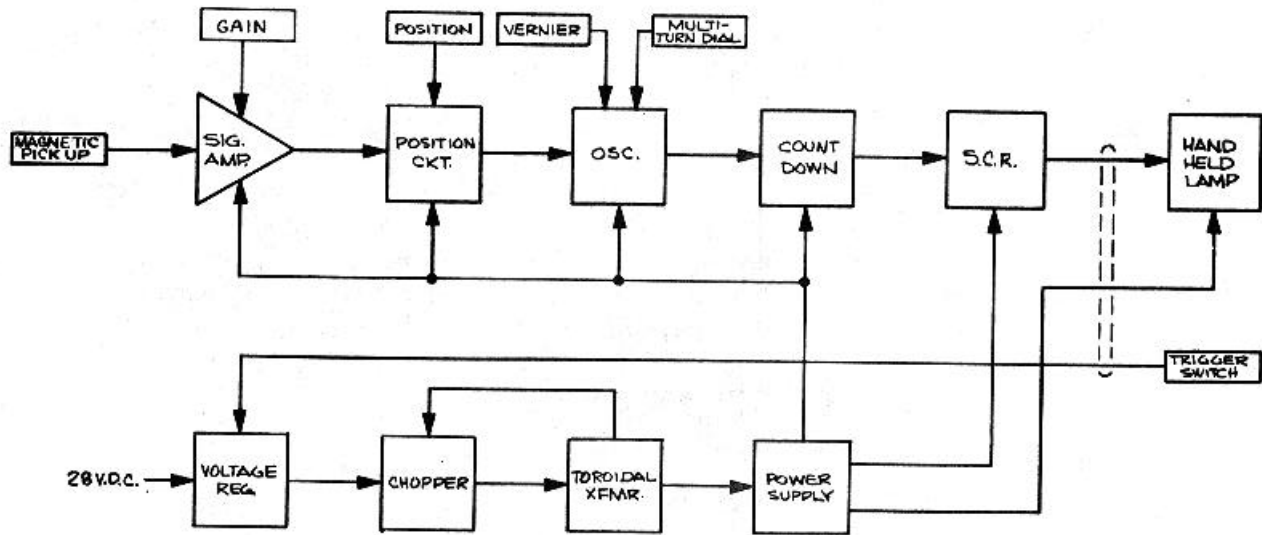 GAIN
POSITION
VERNIER
MULTI-
TURN DIAL
MAGNETIC
PICK UP
SIG.
AMP.
POSITION
CKT.
OSC.
COUNT
DOWN
S.C.R.
HAND
HELD
LAMP
TRIGGER
SWITCH
28 V.D.C.
VOLTAGE
REG.
CHOPPER
TOROIDAL
XFMR.
POWER
SUPPLY